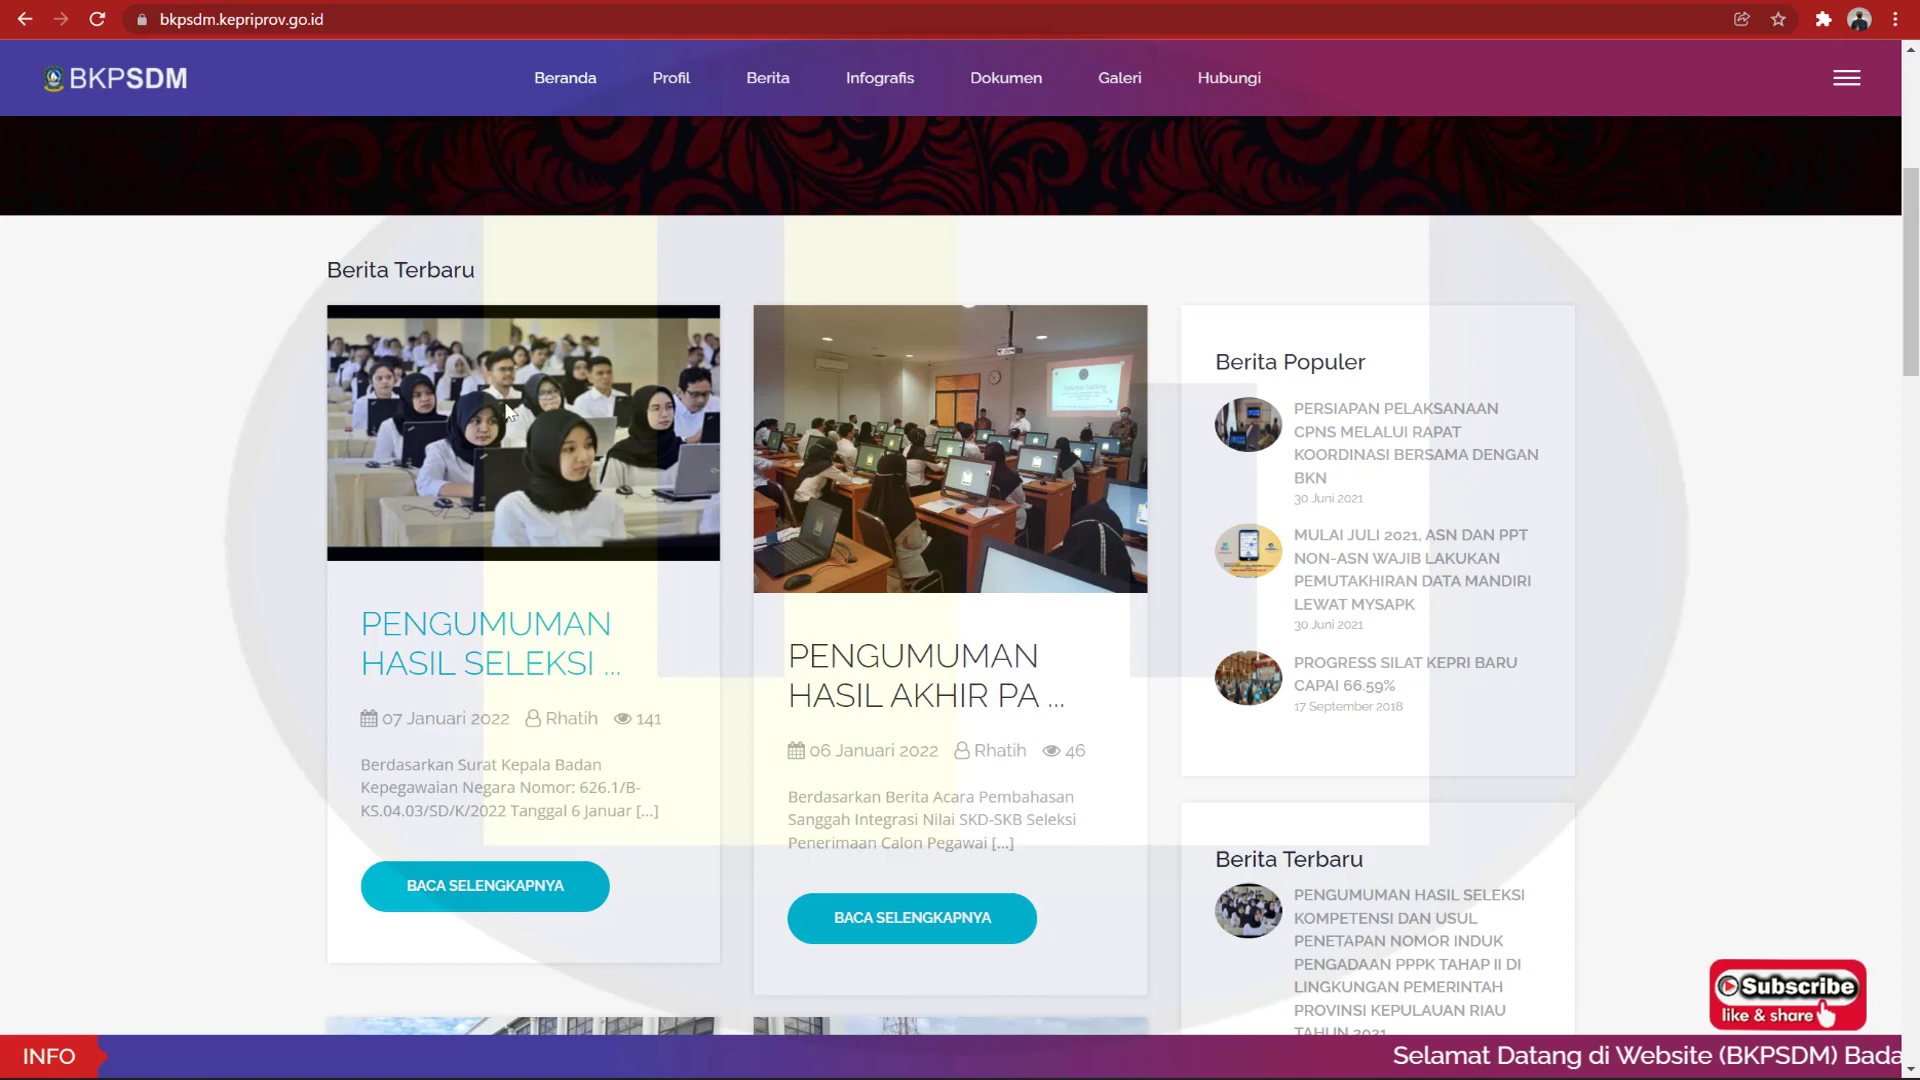 bkpsdm.kepriprov.go.id
BKPSDM
Beranda
Profil
Berita
Infografis
Dokumen
Galeri
Hubungi
Berita Terbaru
PENGUMUMAN
HASIL SELEKSI ...
07 Januari 2022 Rhatih 141
Berdasarkan Surat Kepala Badan
Kepegawaian Negara Nomor: 626.1/B-
KS.04.03/SD/K/2022 Tanggal 6 Januar [...]
BACA SELENGKAPNYA
Selamat Datang
PENGUMUMAN
HASIL AKHIR PA ...
06 Januari 2022 Rhatih 46
Berdasarkan Berita Acara Pembahasan
Sanggah Integrasi Nilai SKD-SKB Seleksi
Penerimaan Calon Pegawai [...]
BACA SELENGKAPNYA
Berita Populer
PERSIAPAN PELAKSANAAN
CPNS MELALUI RAPAT
KOORDINASI BERSAMA DENGAN
BKN
30 Juni 2021
MULAI JULI 2021, ASN DAN PPT
NON-ASN WAJIB LAKUKAN
PEMUTAKHIRAN DATA MANDIRI
LEWAT MYSAPK
30 Juni 2021
PROGRESS SILAT KEPRI BARU
CAPAI 66.59%
17 September 2018
Berita Terbaru
PENGUMUMAN HASIL SELEKSI
KOMPETENSI DAN USUL
PENETAPAN NOMOR INDUK
PENGADAAN PPPK TAHAP II DI
LINGKUNGAN PEMERINTAH
PROVINSI KEPULAUAN RIAU
TAHUN 2021
Subscribe
like & share
INFO
Selamat Datang di Website (BKPSDM) Bada